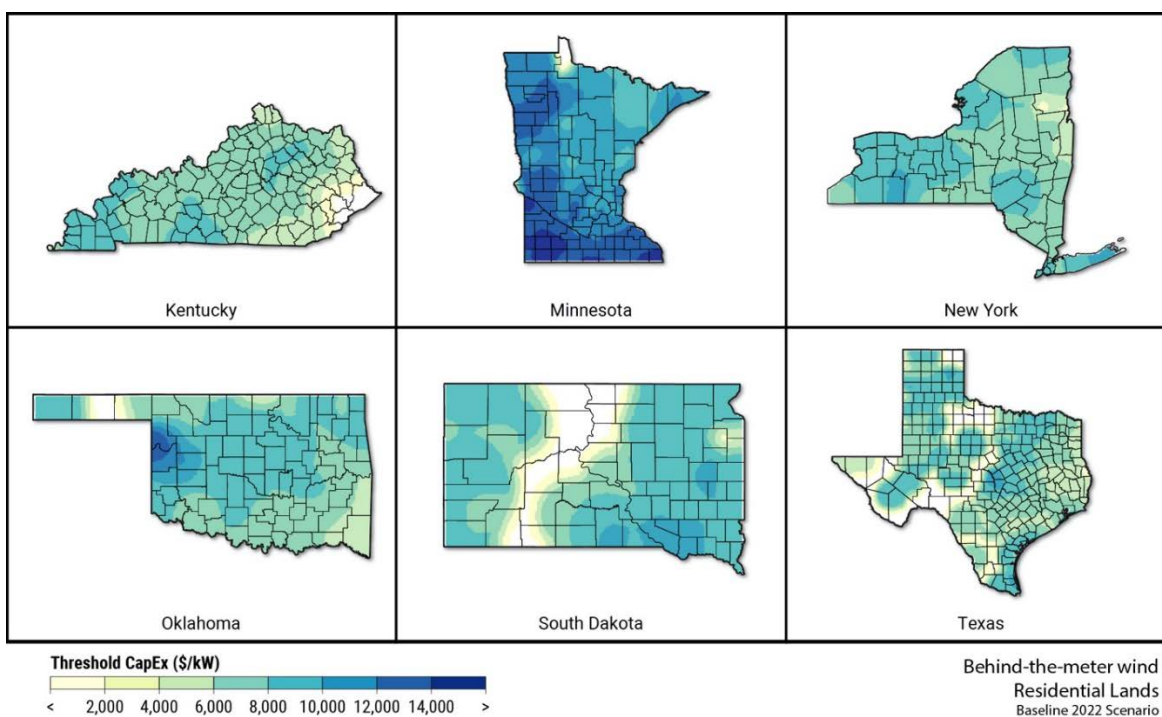 Kentucky
Minnesota
New York
Oklahoma
South Dakota
Texas
Threshold CapEx ($/kW)
< 2,000 4,000 6,000 8,000 10,000 12,000 14,000 >
Behind-the-meter wind
Residential Lands
Baseline 2022 Scenario